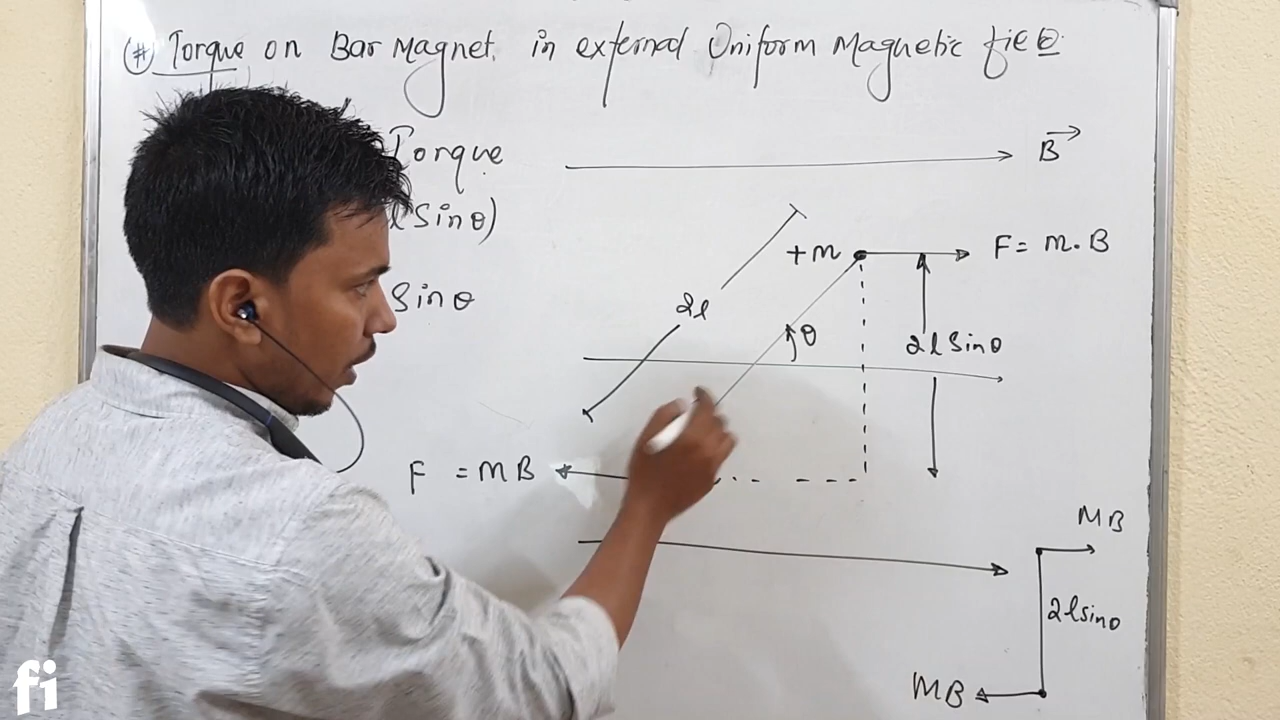 (#) Torque on Bar Magnet. in external Uniform Magnetic field
Torque
B
l Sinθ)
+m
F = m.B
Sinθ
2l
θ
2l Sinθ
F = MB
MB
2lsinθ
MB
fi